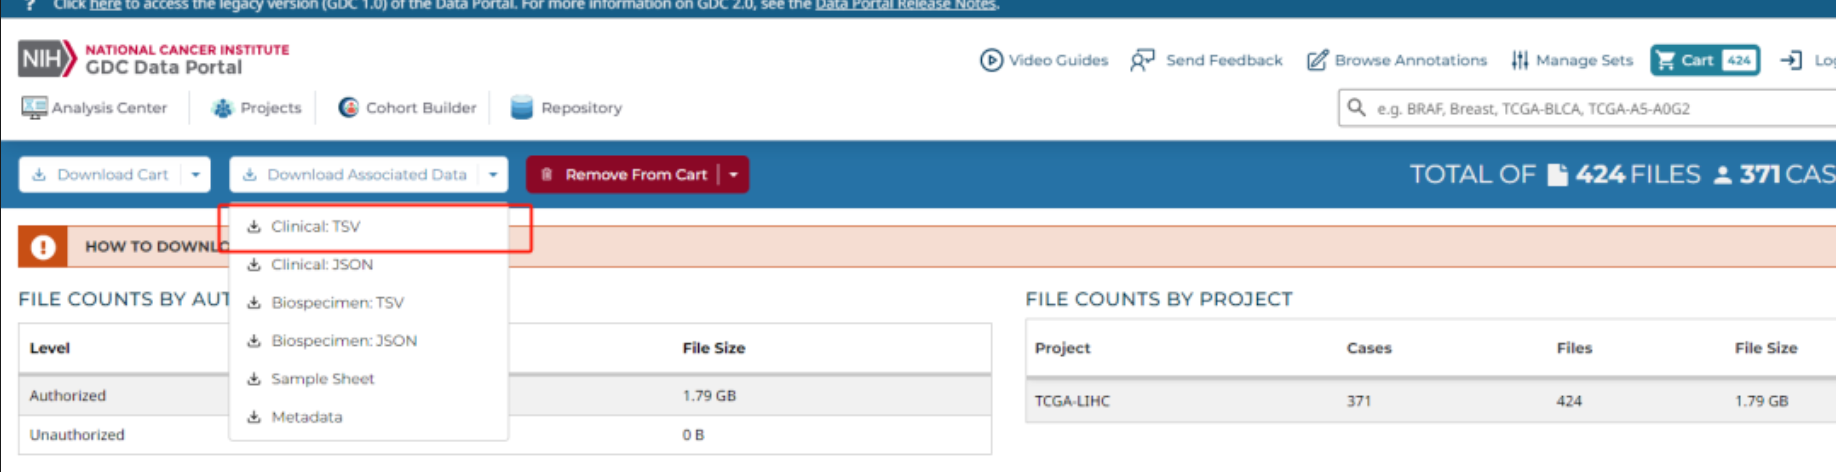 ? Click here to access the legacy version (GDC 1.0) of the Data Portal. For more information on GDC 2.0, see the Data Portal Release Notes.
NIH NATIONAL CANCER INSTITUTE
GDC Data Portal
Video Guides Send Feedback Browse Annotations Manage Sets Cart 424
Analysis Center Projects Cohort Builder Repository
e.g. BRAF, Breast, TCGA-BLCA, TCGA-A5-A0G2
Download Cart Download Associated Data Remove From Cart
TOTAL OF 424 FILES 371 CAS
Clinical: TSV
HOW TO DOWNLO
Clinical: JSON
Biospecimen: TSV
Biospecimen: JSON
Sample Sheet
Metadata
FILE COUNTS BY AUT
Level File Size
Authorized 1.79 GB
Unauthorized 0 B
FILE COUNTS BY PROJECT
Project Cases Files File Size
TCGA-LIHC 371 424 1.79 GB